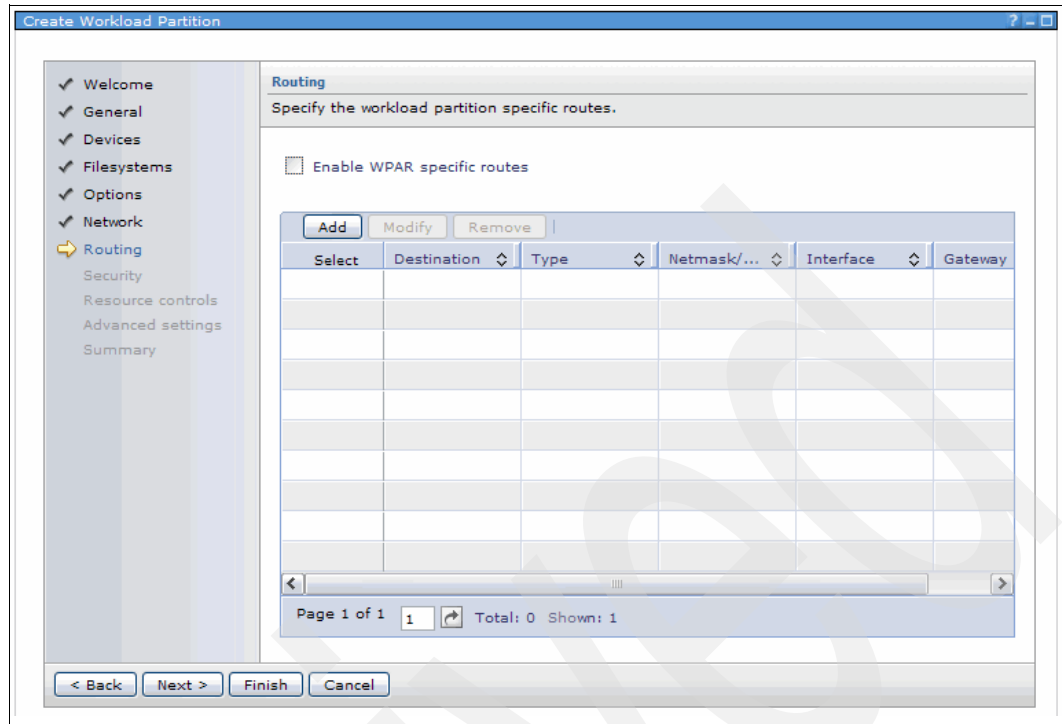 Create Workload Partition
? – □
Welcome
General
Devices
Filesystems
Options
Network
Routing
Security
Resource controls
Advanced settings
Summary
Routing
Specify the workload partition specific routes.
Enable WPAR specific routes
Add Modify Remove
Select Destination Type Netmask/... Interface Gateway
Page 1 of 1 1 Total: 0 Shown: 1
< Back Next > Finish Cancel